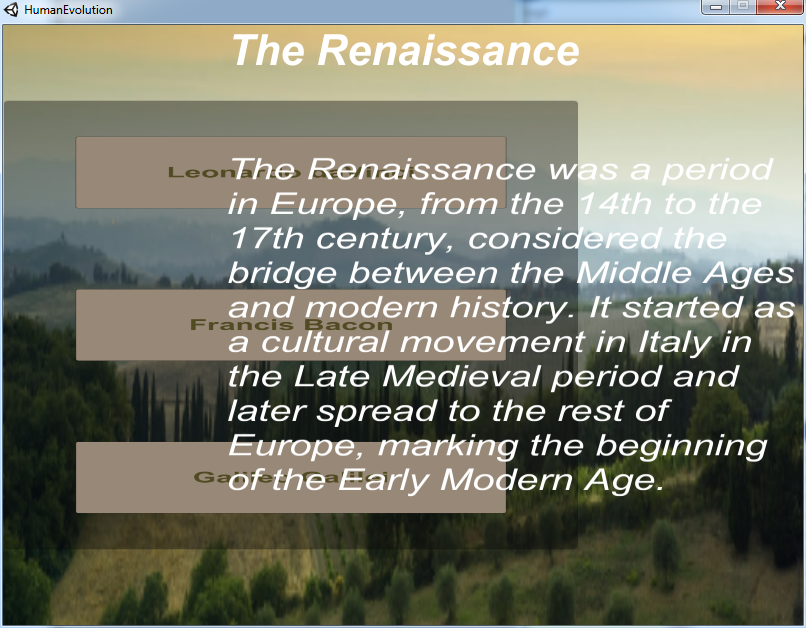 HumanEvolution
The Renaissance
Leonardo da Vinci
The Renaissance was a period
in Europe, from the 14th to the
17th century, considered the
bridge between the Middle Ages
and modern history. It started as
Francis Bacon
a cultural movement in Italy in
the Late Medieval period and
later spread to the rest of
Europe, marking the beginning
Galileo Galilei
of the Early Modern Age.